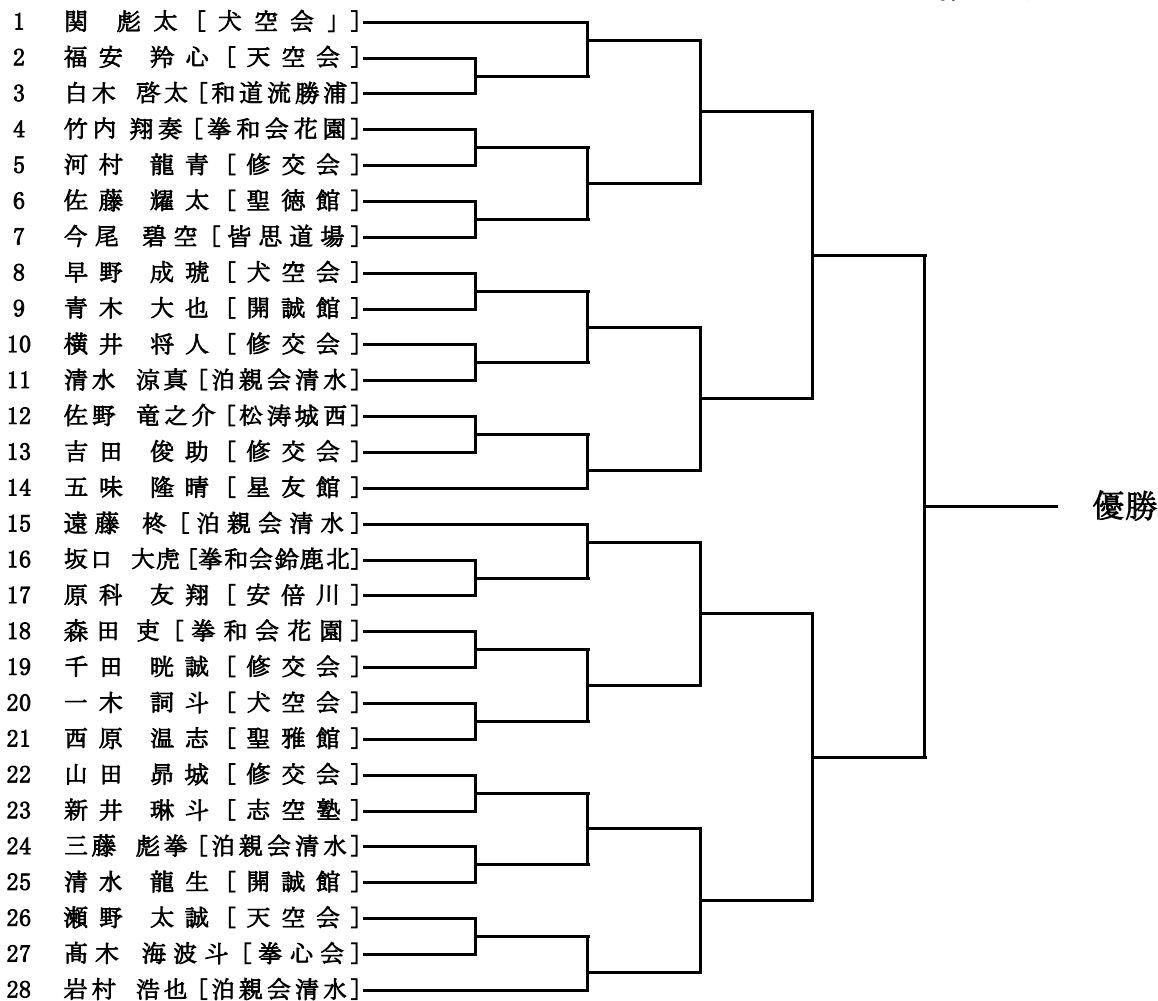 1 関 彪太 [犬空会」]
2 福安 羚心 [天空会]
3 白木 啓太 [和道流勝浦]
4 竹内 翔奏 [拳和会花園]
5 河村 龍青 [修交会]
6 佐藤 耀太 [聖徳館]
7 今尾 碧空 [皆思道場]
8 早野 成琥 [犬空会]
9 青木 大也 [開誠館]
10 横井 将人 [修交会]
11 清水 涼真 [泊親会清水]
12 佐野 竜之介 [松涛城西]
13 吉田 俊助 [修交会]
14 五味 隆晴 [星友館]
優勝
15 遠藤 柊 [泊親会清水]
16 坂口 大虎 [拳和会鈴鹿北]
17 原科 友翔 [安倍川]
18 森田 吏 [拳和会花園]
19 千田 晄誠 [修交会]
20 一木 詞斗 [犬空会]
21 西原 温志 [聖雅館]
22 山田 昴城 [修交会]
23 新井 琳斗 [志空塾]
24 三藤 彪拳 [泊親会清水]
25 清水 龍生 [開誠館]
26 瀬野 太誠 [天空会]
27 髙木 海波斗 [拳心会]
28 岩村 浩也 [泊親会清水]